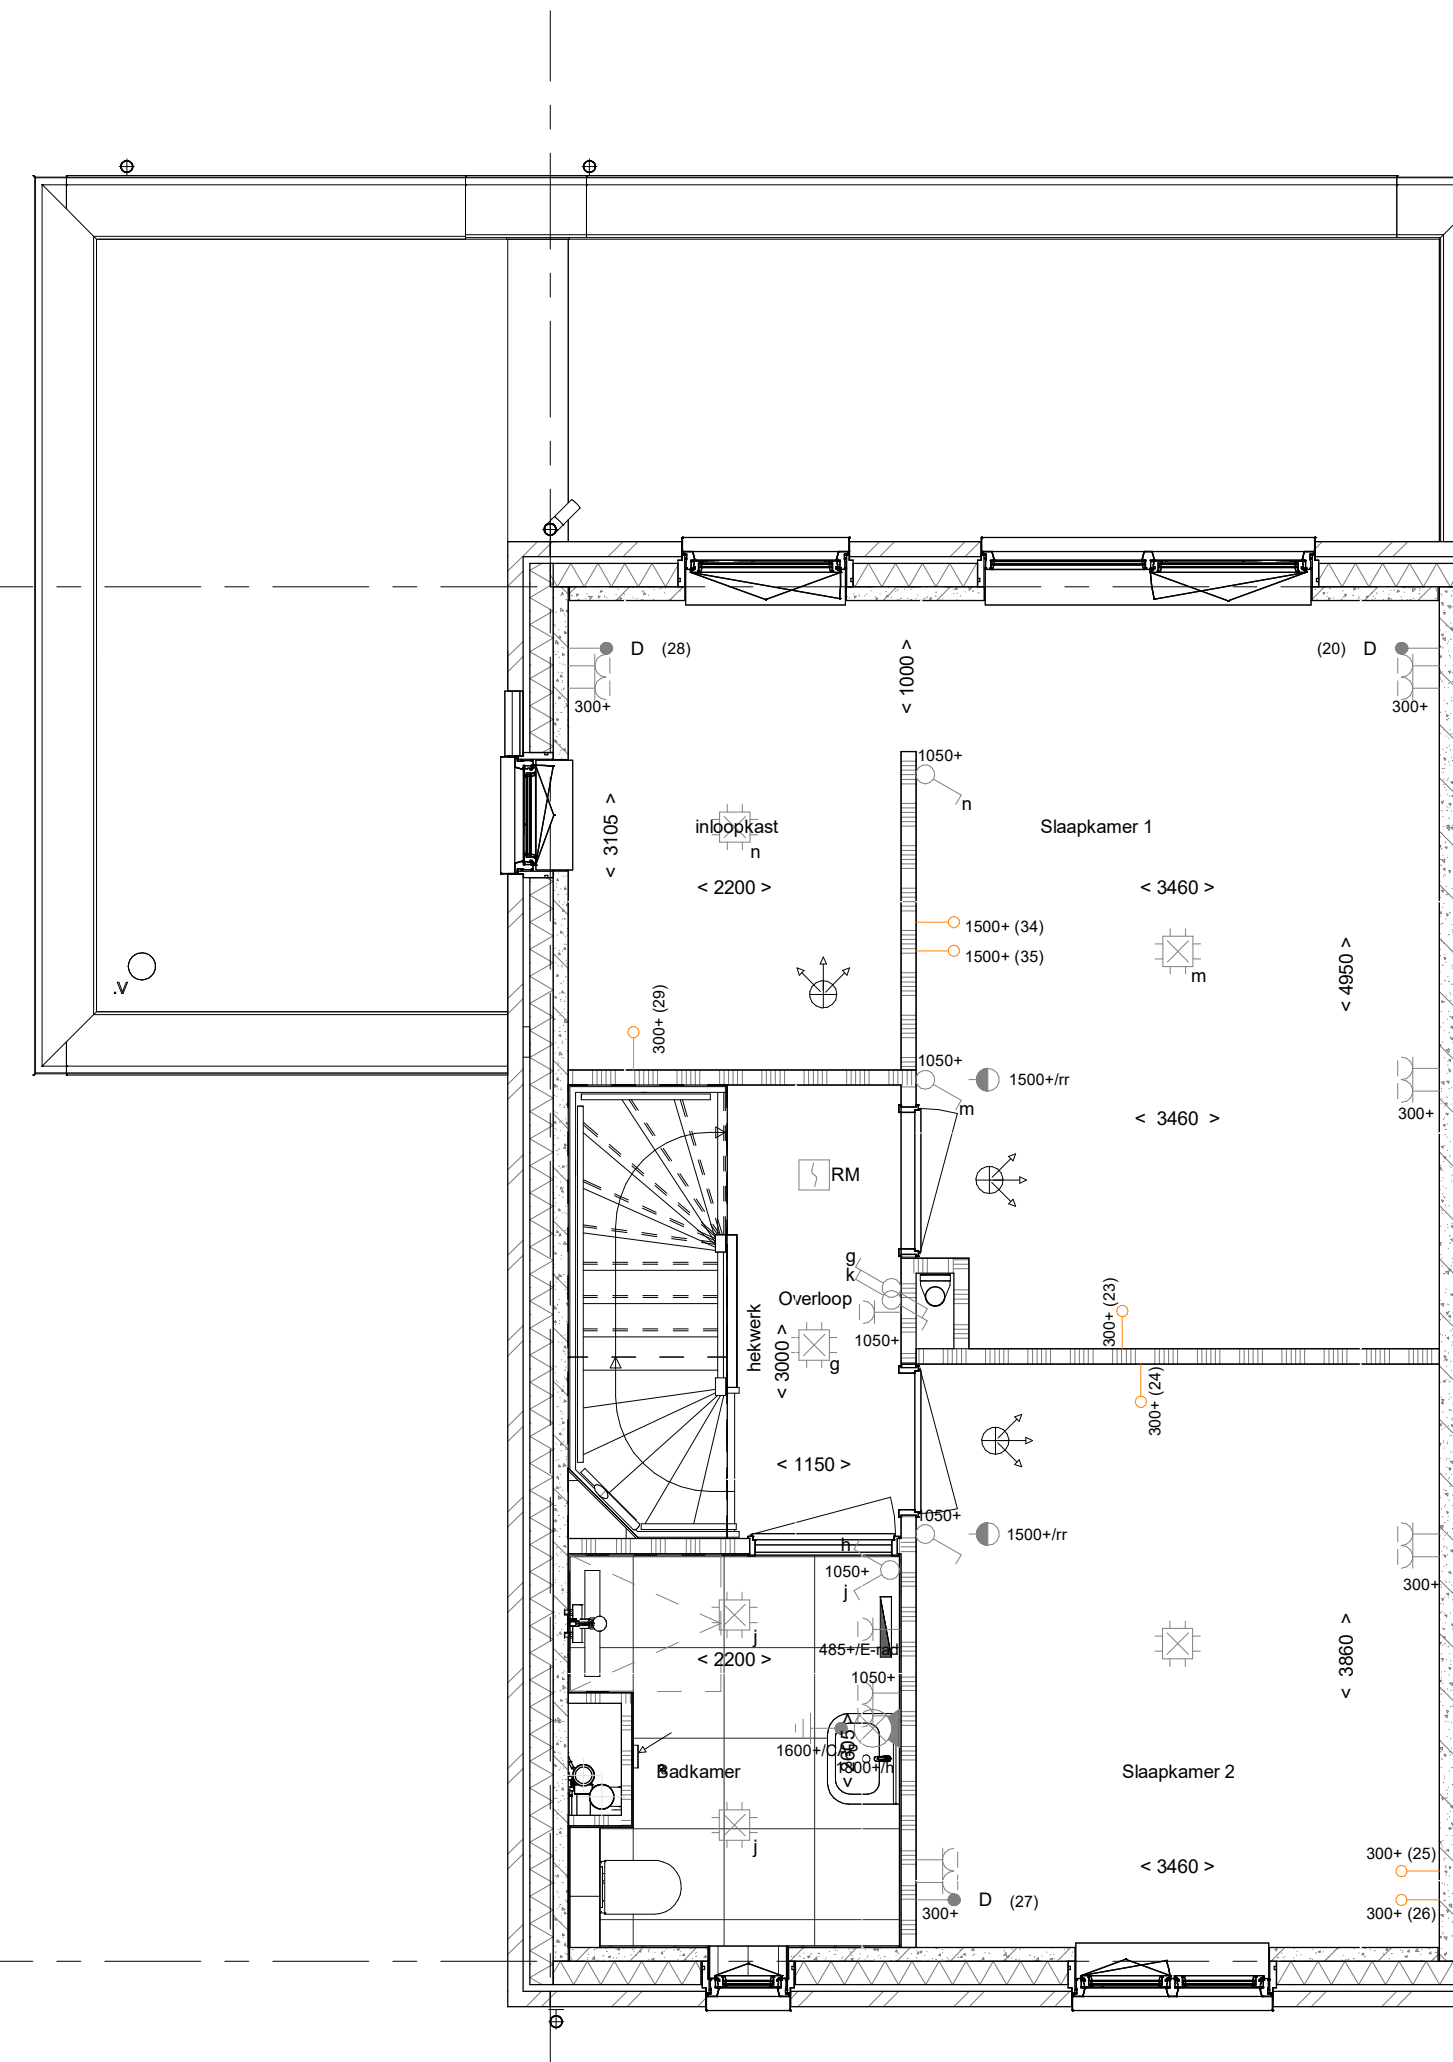 D (28)
(20) D
300+
< 1000 >
300+
1050+
n
< 3105 >
inloopkast
n
Slaapkamer 1
< 2200 >
< 3460 >
1500+ (34)
1500+ (35)
< 4950 >
m
.V
300+ (29)
1050+
1500+/rr
m
300+
< 3460 >
RM
g
k
Overloop
300+ (23)
hekwerk
< 3000 >
1050+
g
300+ (24)
< 1150 >
1050+
1500+/rr
h
1050+
j
300+
j
485+/E-rad
< 2200 >
< 3860 >
1050+
1600+/CAP
1800+/h
Badkamer
Slaapkamer 2
j
300+ (25)
< 3460 >
D (27)
300+
300+ (26)